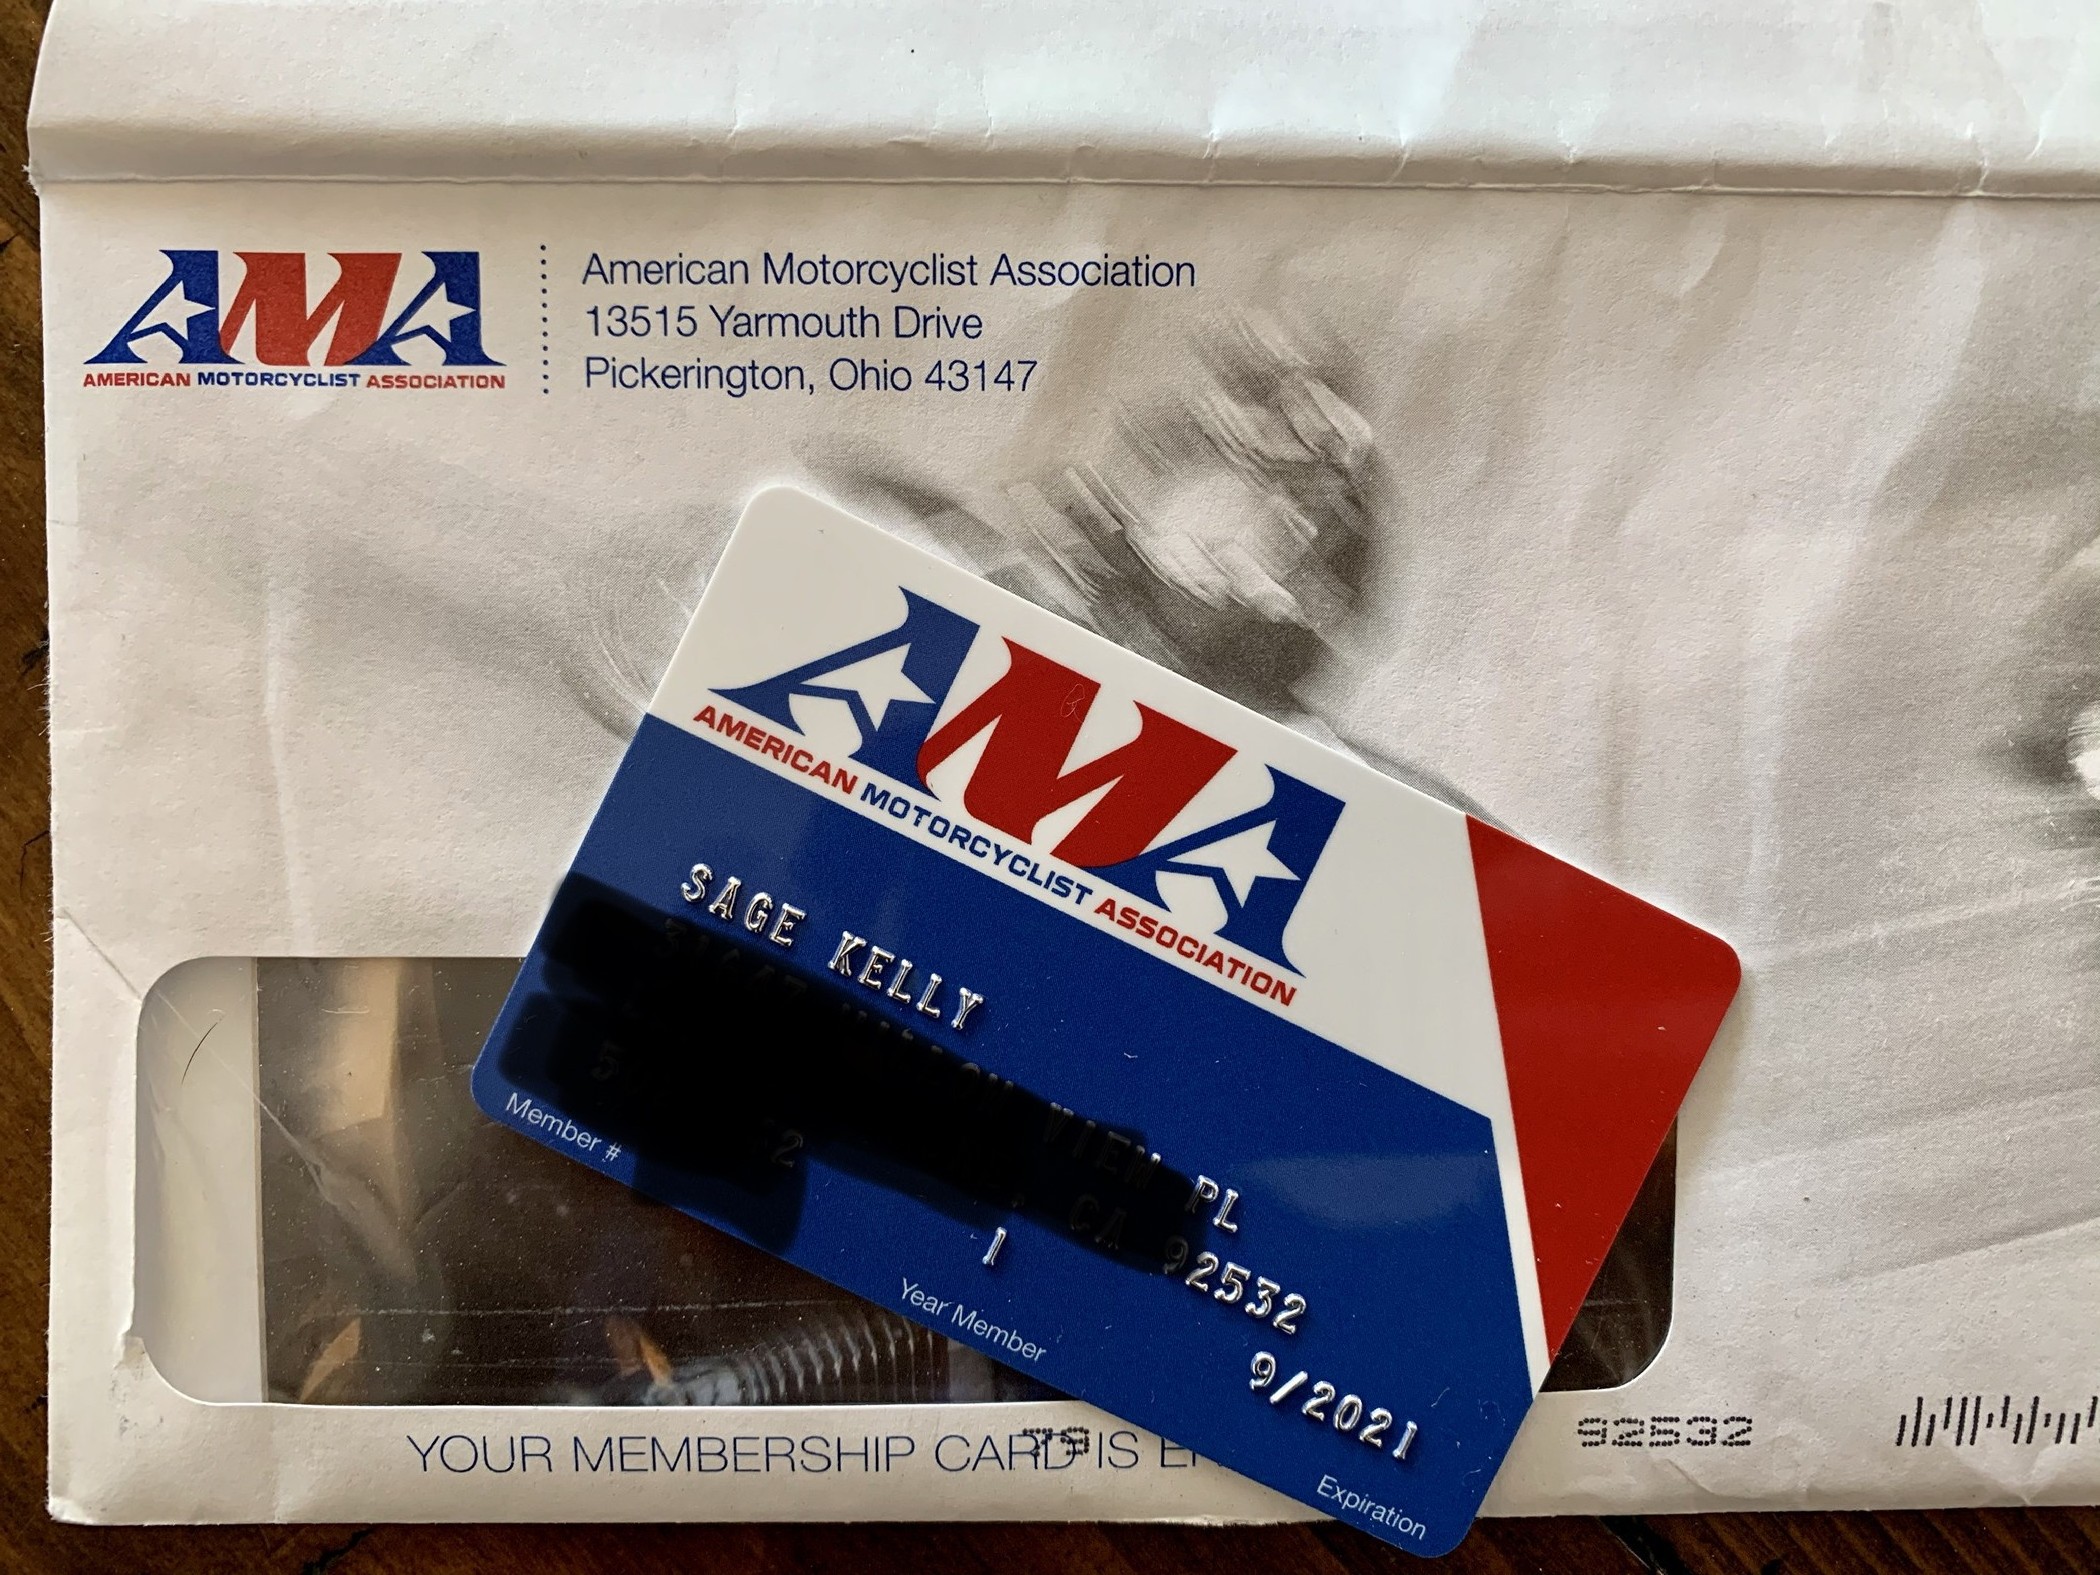 AMA
AMERICAN MOTORCYCLIST ASSOCIATION
American Motorcyclist Association
13515 Yarmouth Drive
Pickerington, Ohio 43147
AMA
AMERICAN MOTORCYCLIST ASSOCIATION
SAGE KELLY
PL
92532
Member #
1
Year Member
9/2021
Expiration
YOUR MEMBERSHIP CARD IS
79
92532